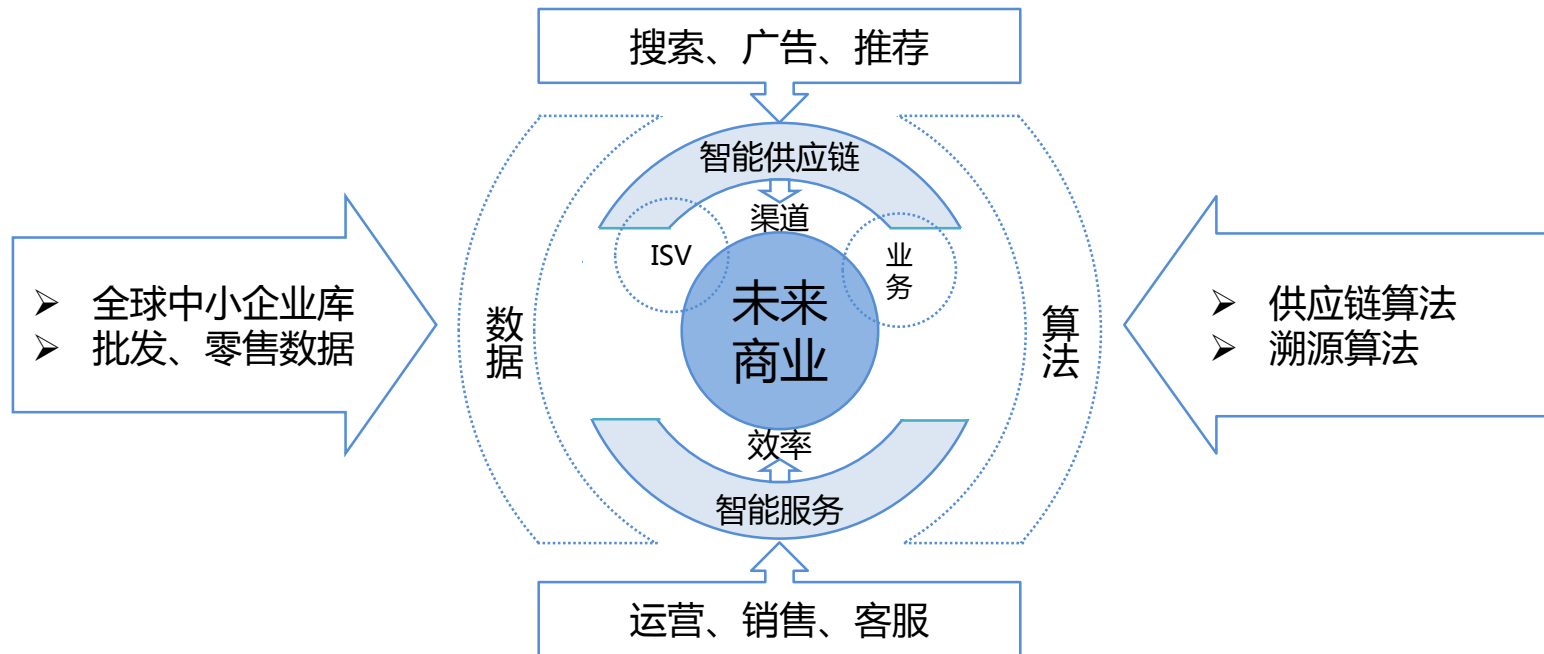 搜索、广告、推荐
智能供应链
渠道
ISV
业
务
未来
商业
数
据
算
法
➢ 全球中小企业库
➢ 批发、零售数据
➢ 供应链算法
➢ 溯源算法
效率
智能服务
运营、销售、客服